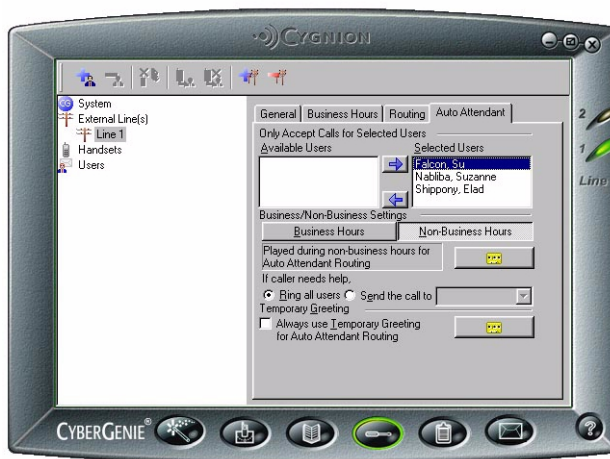 CYGNION
System
External Line(s)
Line 1
Handsets
Users
General
Business Hours
Routing
Auto Attendant
Only Accept Calls for Selected Users
Available Users
Selected Users
Falcon, Su
Nabliba, Suzanne
Shippony, Elad
Business/Non-Business Settings
Business Hours
Non-Business Hours
Played during non-business hours for
Auto Attendant Routing
If caller needs help,
Ring all users
Send the call to
Temporary Greeting
Always use Temporary Greeting
for Auto Attendant Routing
2
1
Line
CYBERGENIE®
?